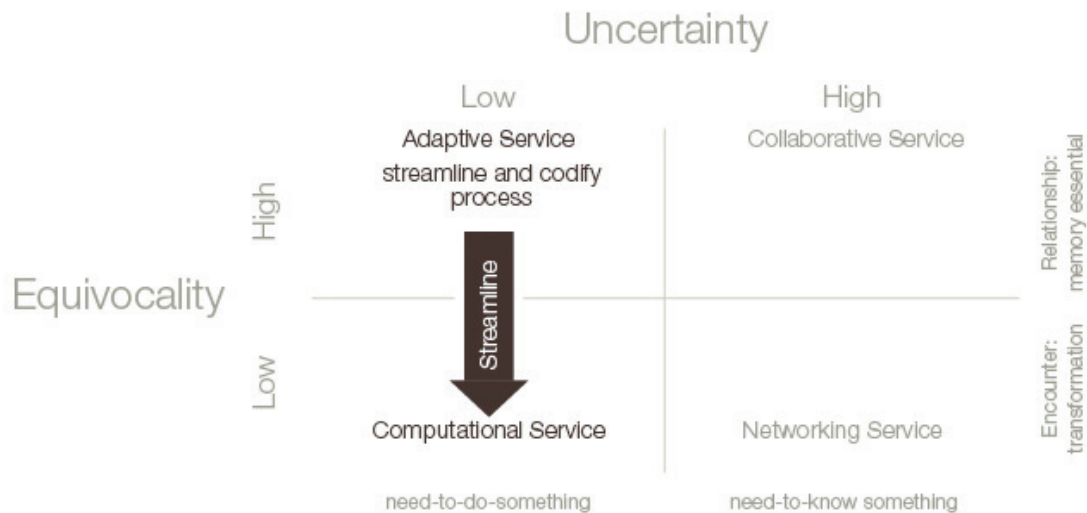 Uncertainty
Low
High
Adaptive Service
streamline and codify
process
Collaborative Service
High
Relationship:
memory essential
Equivocality
Streamline
Low
Encounter:
transformation
Computational Service
Networking Service
need-to-do-something
need-to-know something